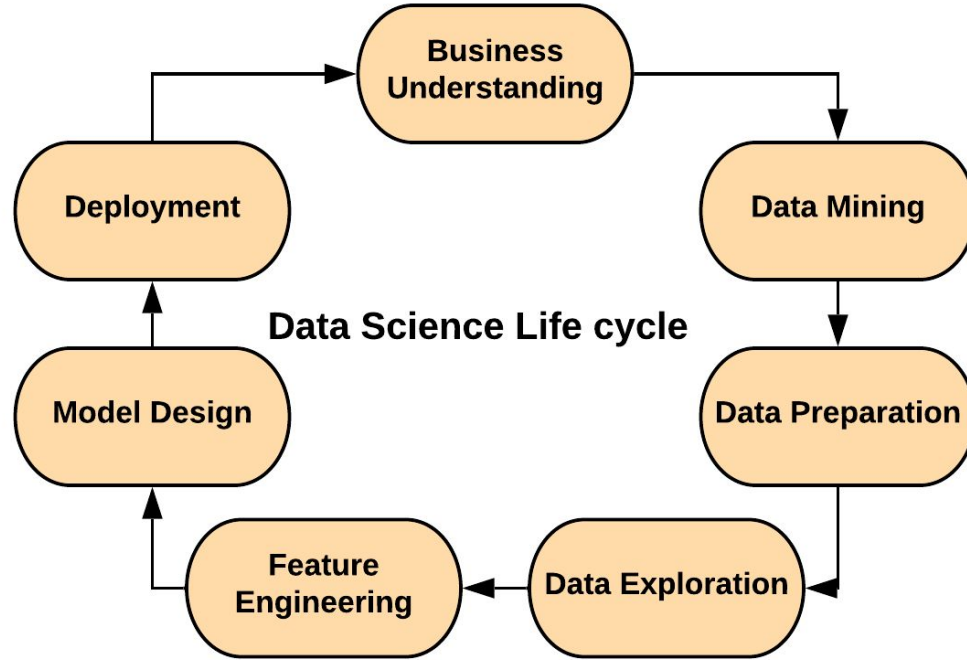 Business
Understanding
Data Mining
Data Preparation
Data Exploration
Feature
Engineering
Model Design
Deployment
Data Science Life cycle